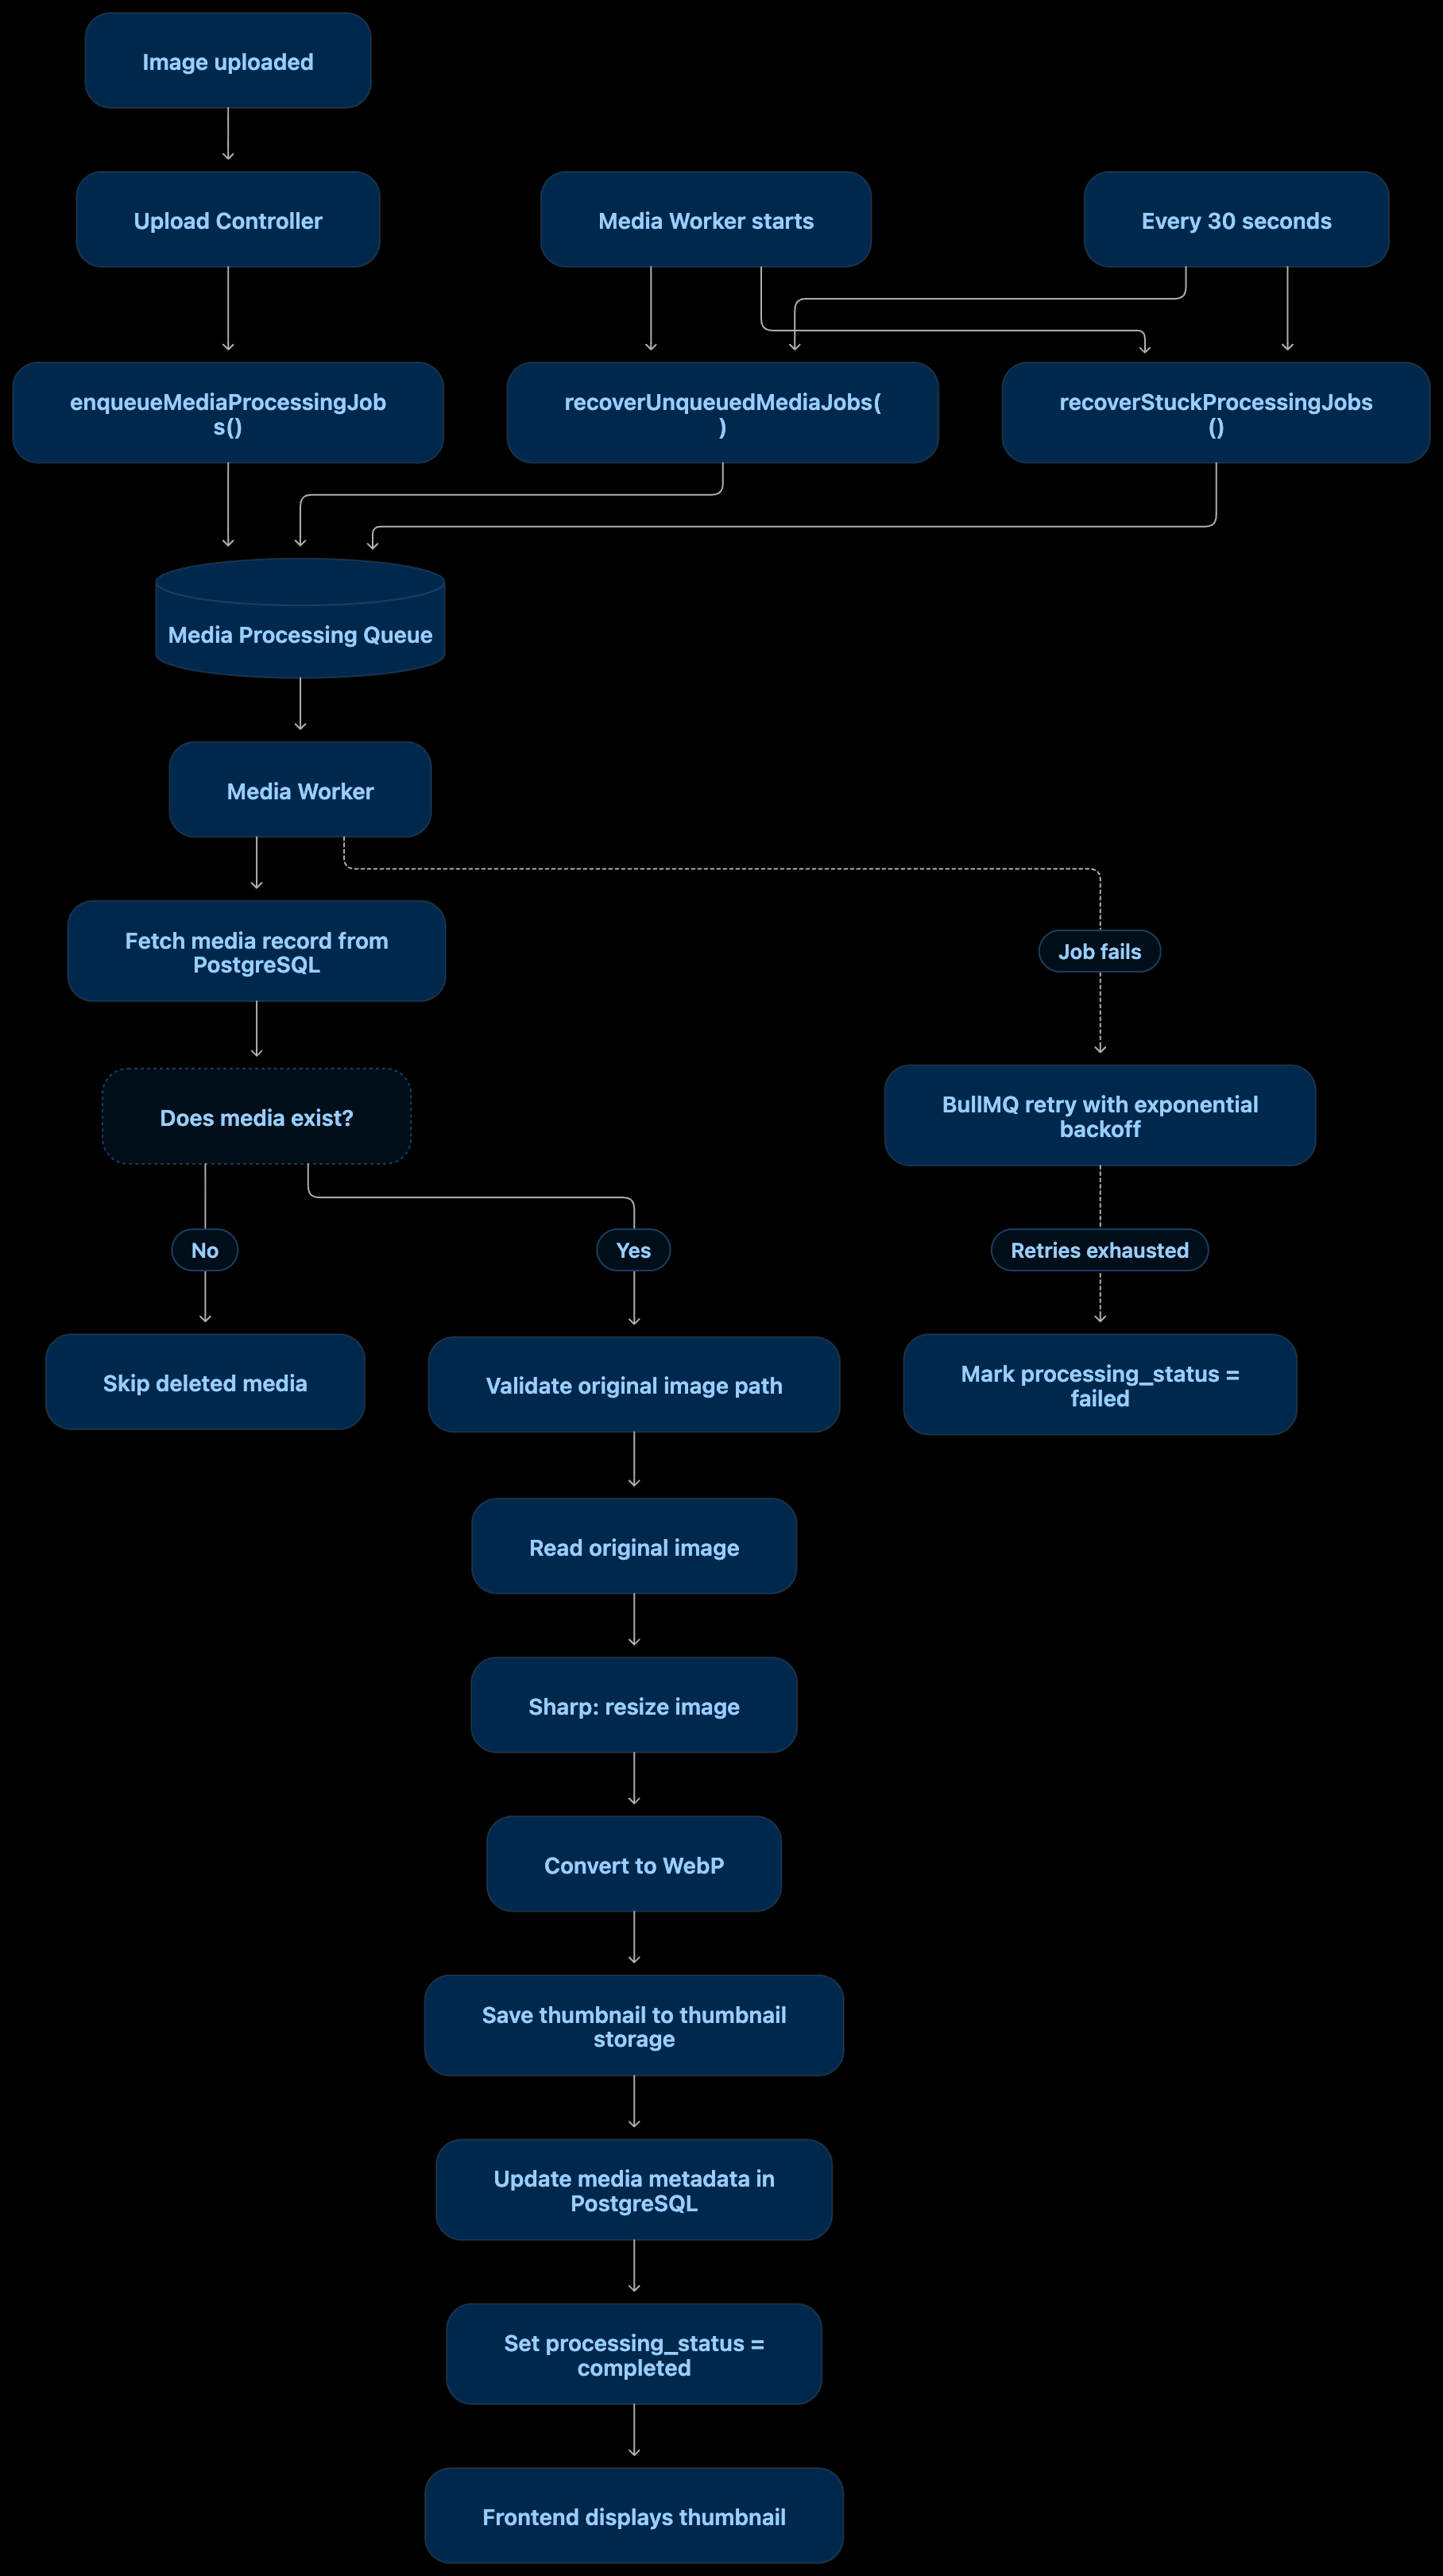 Image uploaded
Upload Controller
Media Worker starts
Every 30 seconds
enqueueMediaProcessingJob
s()
recoverUnqueuedMediaJobs(
)
recoverStuckProcessingJobs
()
Media Processing Queue
Media Worker
Fetch media record from
PostgreSQL
Job fails
Does media exist?
BullMQ retry with exponential
backoff
No
Yes
Retries exhausted
Skip deleted media
Validate original image path
Mark processing_status =
failed
Read original image
Sharp: resize image
Convert to WebP
Save thumbnail to thumbnail
storage
Update media metadata in
PostgreSQL
Set processing_status =
completed
Frontend displays thumbnail